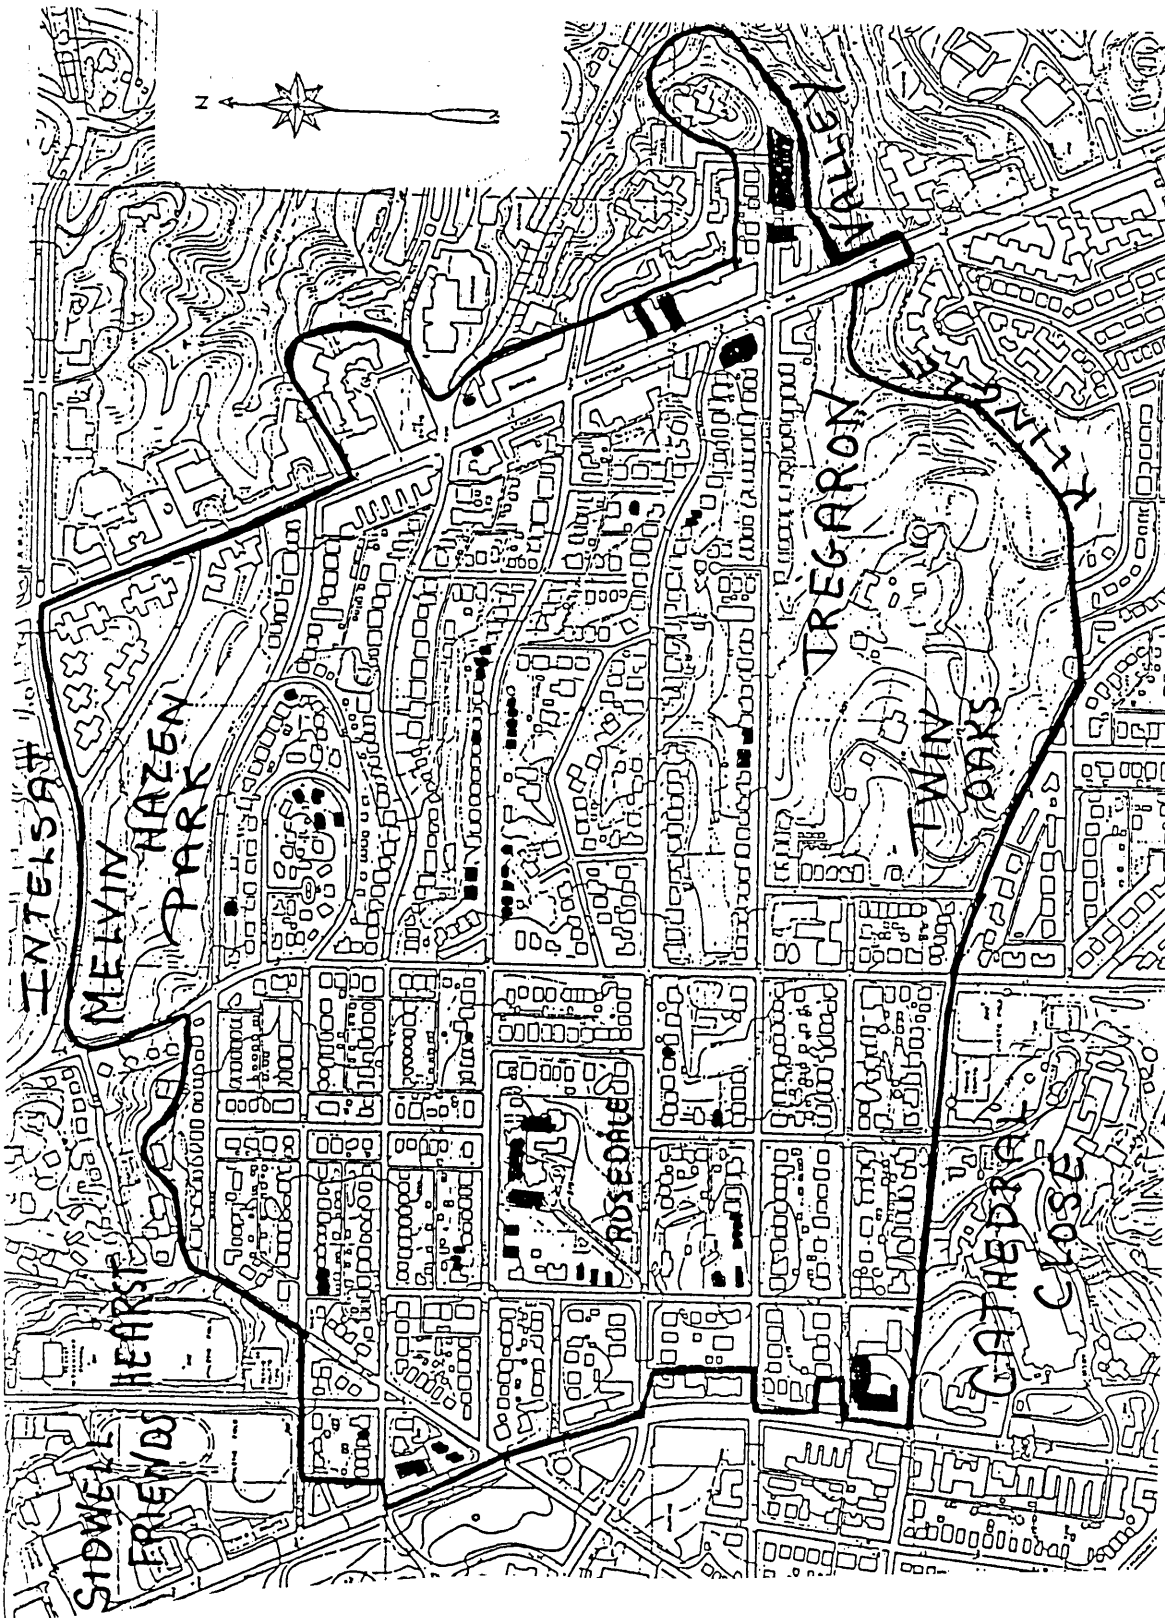 N
INTELSAT
MELVIN
HAZEN
PARK
SIDWELL
FRIENDS
HEARST
ROSEDALE
TREGARON
TWIN
OAKS
KLINGLE
VALLEY
CATHEDRAL
CLOSE